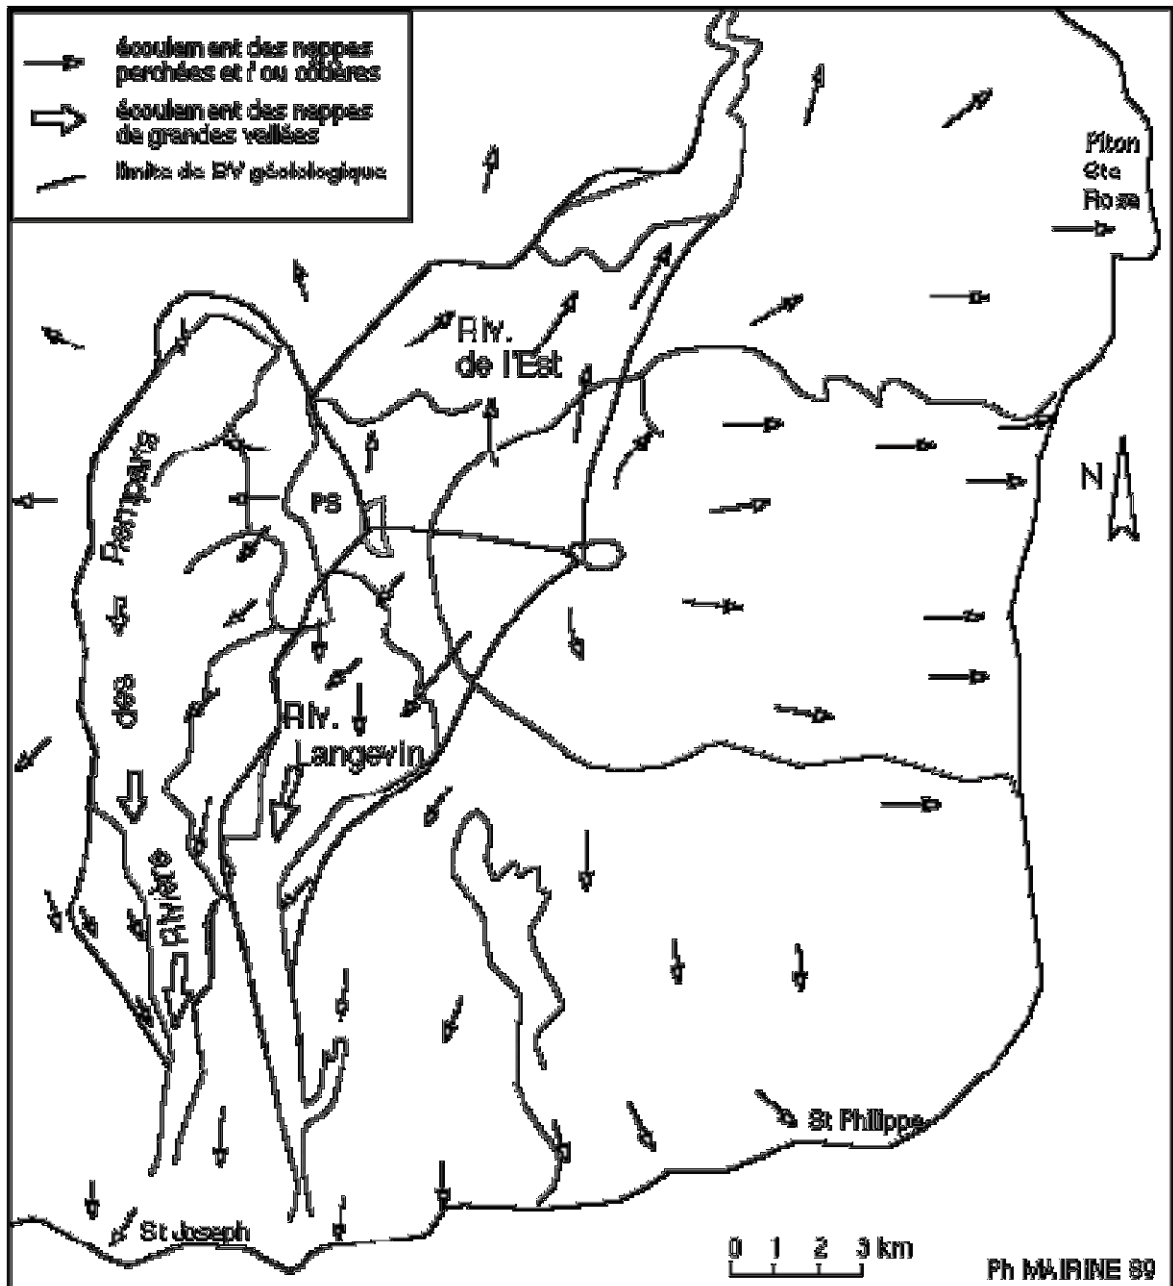 écoulement des nappes
perchées et / ou côtières
écoulement des nappes
de grandes vallées
limite de BV géolologique
Piton
Ste
Rose
Riv.
de l'Est
Remparts
PS
N
des
Riv.
Langevin
Rivière
St Philippe
St Joseph
0 1 2 3 km
Ph MAIRINE 89